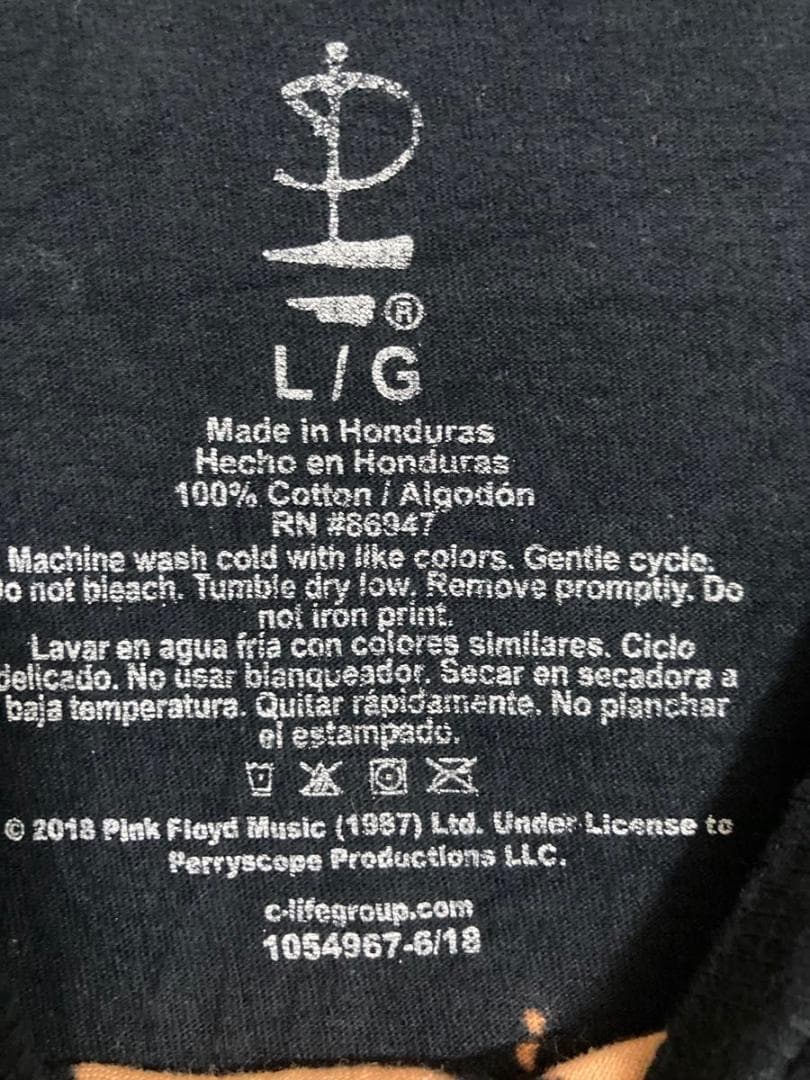 ®
L / G
Made in Honduras
Hecho en Honduras
100% Cotton / Algodón
RN #86947
Machine wash cold with like colors. Gentle cycle.
Do not bleach. Tumble dry low. Remove promptly. Do
not iron print.
Lavar en agua fría con colores similares. Ciclo
delicado. No usar blanqueador. Secar en secadora a
baja temperatura. Quitar rápidamente. No planchar
el estampado.
© 2018 Pink Floyd Music (1987) Ltd. Under License to
Perryscope Productions LLC.
c-lifegroup.com
1054967-6/18